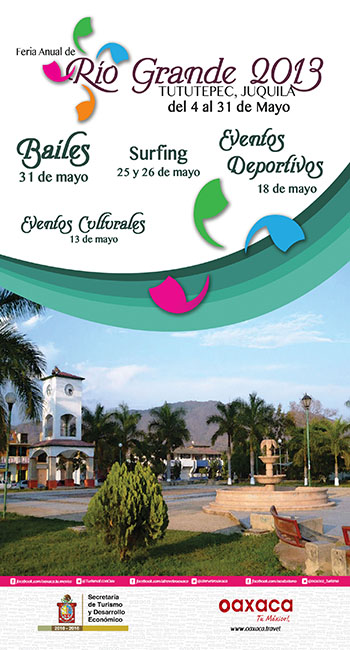 Feria Anual de
Río Grande 2013
TUTUTEPEC, JUQUILA
del 4 al 31 de Mayo
Bailes
31 de mayo
Surfing
25 y 26 de mayo
Eventos
Deportivos
18 de mayo
Eventos Culturales
13 de mayo
Secretaría
de Turismo
y Desarrollo
Económico
oaxaca
Tu México!
www.oaxaca.travel